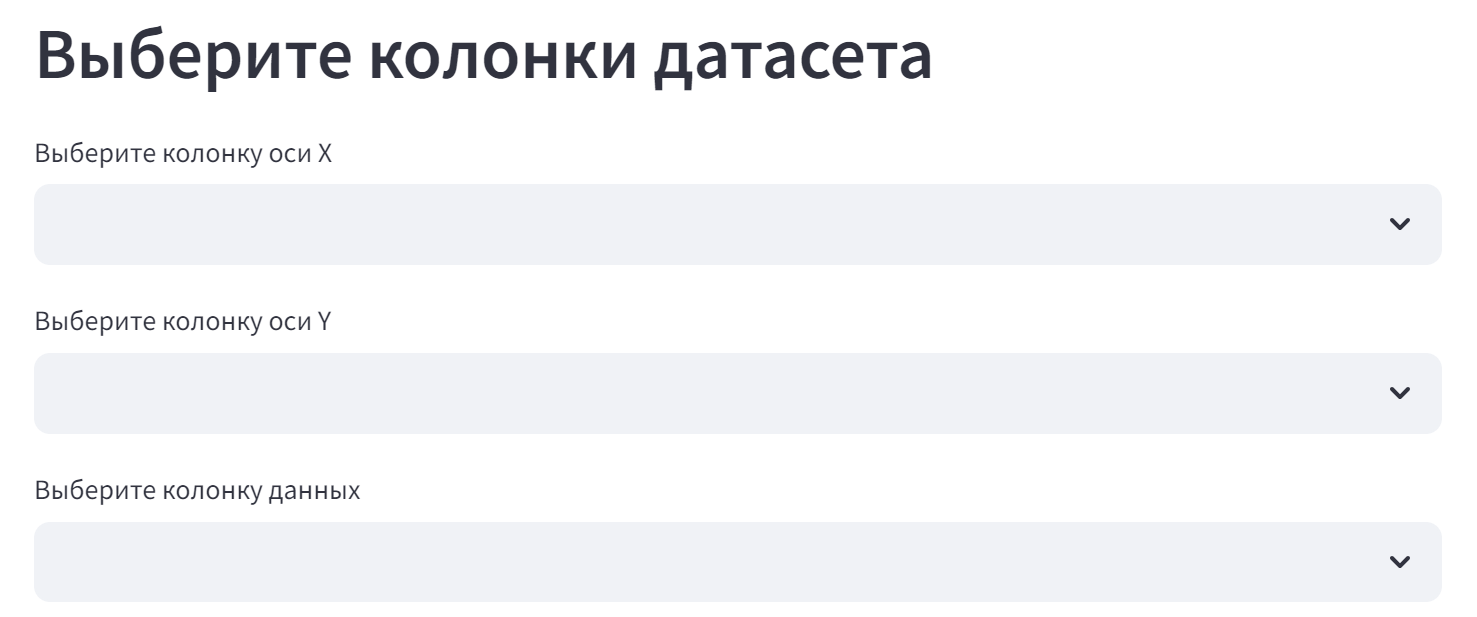 Выберите колонки датасета
Выберите колонку оси X
Выберите колонку оси Y
Выберите колонку данных